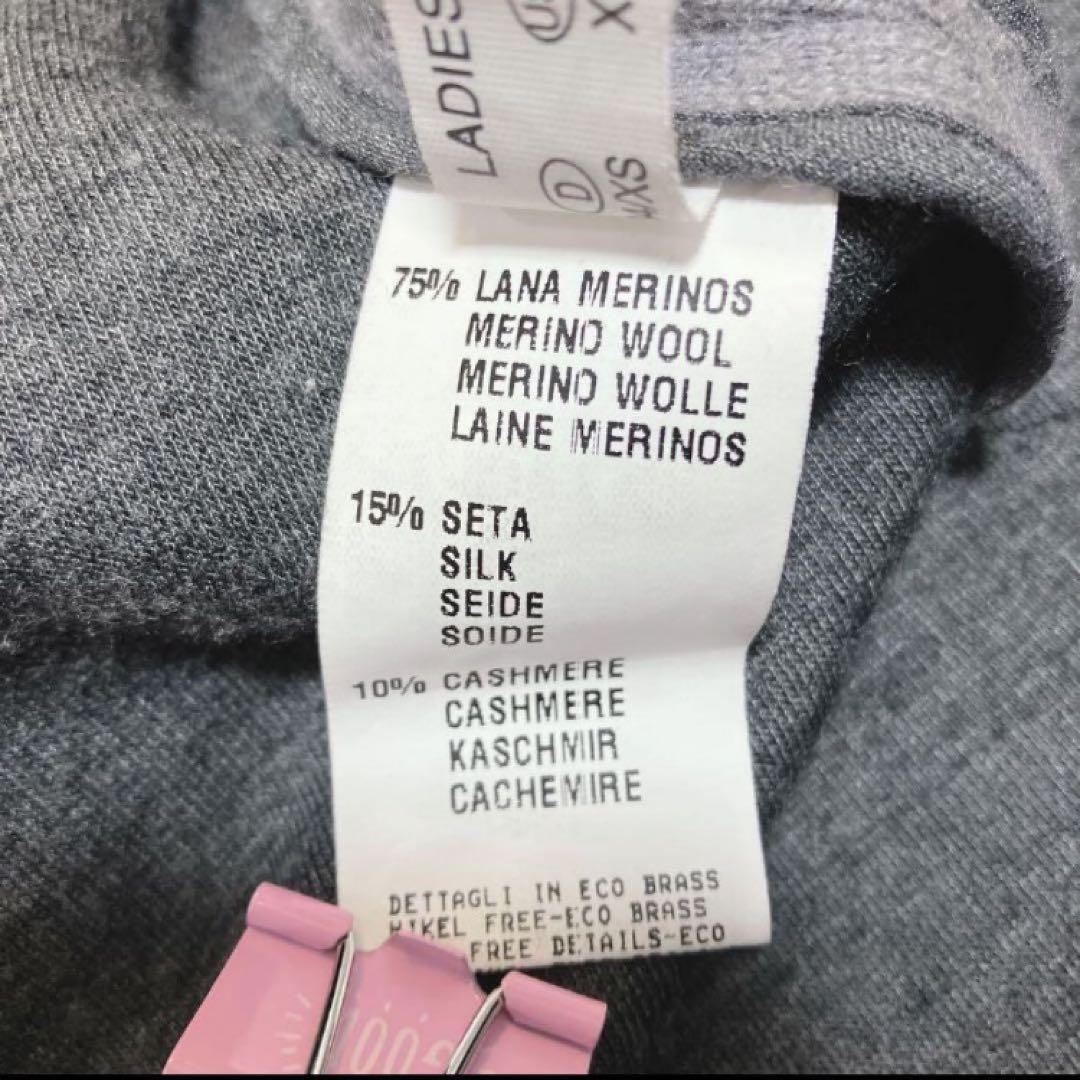 LADIES
US X
D
/XS
75% LANA MERINOS
MERINO WOOL
MERINO WOLLE
LAINE MERINOS
15% SETA
SILK
SEIDE
SOIDE
10% CASHMERE
CASHMERE
KASCHMIR
CACHEMIRE
DETTAGLI IN ECO BRASS
NIKEL FREE-ECO BRASS
FREE DETAILS-ECO